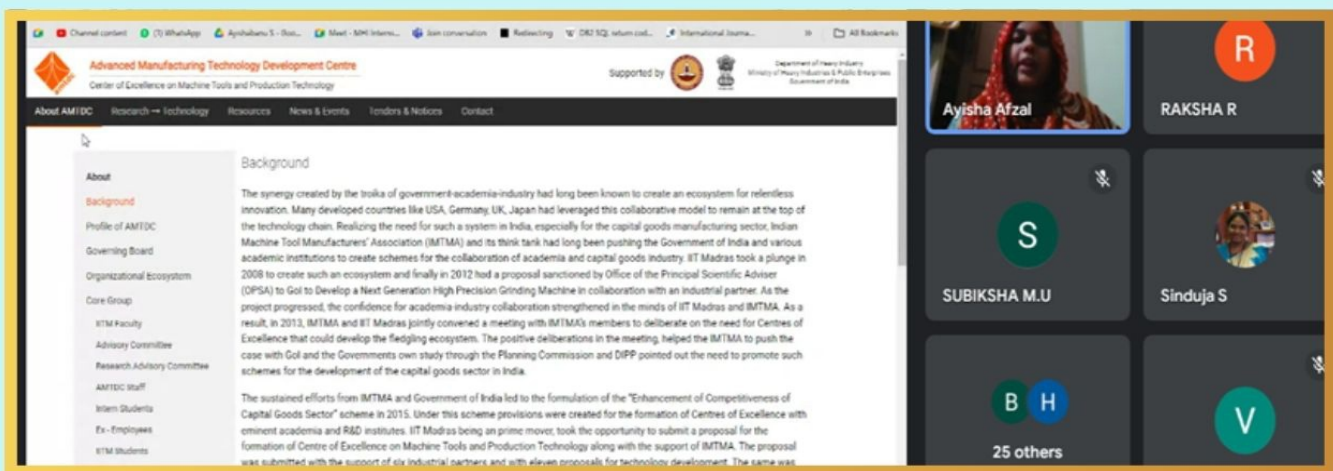 Channel content
(1) WhatsApp
Ayishabanu S - Boo...
Meet - MHI Interns...
Join conversation
Redirecting
DB2 SQL return cod...
International Journa...
All Bookmarks
Advanced Manufacturing Technology Development Centre
Center of Excellence on Machine Tools and Production Technology
Supported by
Department of Heavy Industry
Ministry of Heavy Industries & Public Enterprises
Government of India
About AMTDC Research → Technology Resources News & Events Tenders & Notices Contact
About
Background
Profile of AMTDC
Governing Board
Organizational Ecosystem
Core Group
IITM Faculty
Advisory Committee
Research Advisory Committee
AMTDC Staff
Intern Students
Ex - Employees
IITM Students
Background
The synergy created by the troika of government-academia-industry had long been known to create an ecosystem for relentless
innovation. Many developed countries like USA, Germany, UK, Japan had leveraged this collaborative model to remain at the top of
the technology chain. Realizing the need for such a system in India, especially for the capital goods manufacturing sector, Indian
Machine Tool Manufacturers' Association (IMTMA) and its think tank had long been pushing the Government of India and various
academic institutions to create schemes for the collaboration of academia and capital goods industry. IIT Madras took a plunge in
2008 to create such an ecosystem and finally in 2012 had a proposal sanctioned by Office of the Principal Scientific Adviser
(OPSA) to GoI to Develop a Next Generation High Precision Grinding Machine in collaboration with an industrial partner. As the
project progressed, the confidence for academia-industry collaboration strengthened in the minds of IIT Madras and IMTMA. As a
result, in 2013, IMTMA and IIT Madras jointly convened a meeting with IMTMA's members to deliberate on the need for Centres of
Excellence that could develop the fledgling ecosystem. The positive deliberations in the meeting, helped the IMTMA to push the
case with GoI and the Governments own study through the Planning Commission and DIPP pointed out the need to promote such
schemes for the development of the capital goods sector in India.
The sustained efforts from IMTMA and Government of India led to the formulation of the "Enhancement of Competitiveness of
Capital Goods Sector" scheme in 2015. Under this scheme provisions were created for the formation of Centres of Excellence with
eminent academia and R&D institutes. IIT Madras being an prime mover, took the opportunity to submit a proposal for the
formation of Centre of Excellence on Machine Tools and Production Technology along with the support of IMTMA. The proposal
was submitted with the support of six industrial partners and with eleven proposals for technology development. The same was
Ayisha Afzal
R
RAKSHA R
S
SUBIKSHA M.U
Sinduja S
B H
25 others
V